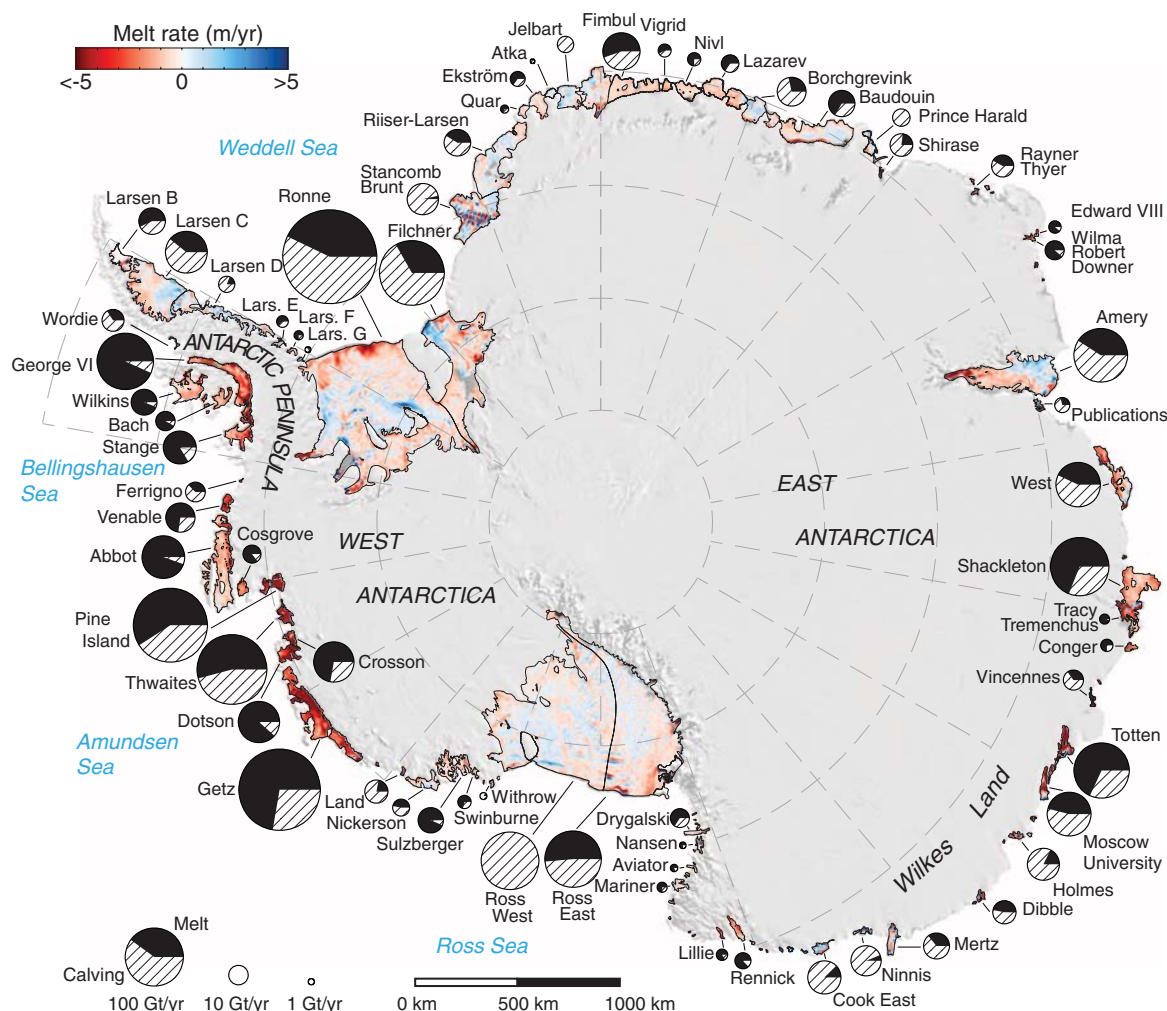 Melt rate (m/yr)
<-5
0
>5
Jelbart
Fimbul
Vigrid
Nivl
Lazarev
Atka
Ekström
Quar
Borchgrevink
Baudouin
Prince Harald
Shirase
Riiser-Larsen
Weddell Sea
Stancomb
Brunt
Rayner
Thyer
Larsen B
Larsen C
Ronne
Filchner
Edward VIII
Wilma
Robert
Downer
Larsen D
Lars. E
Lars. F
Lars. G
Wordie
ANTARCTIC PENINSULA
George VI
Amery
Wilkins
Bach
Stange
Publications
Bellingshausen
Sea
Ferrigno
Venable
Abbot
Cosgrove
WEST
ANTARCTICA
EAST
ANTARCTICA
West
Shackleton
Pine
Island
Tracy
Tremenchus
Conger
Thwaites
Crosson
Vincennes
Dotson
Amundsen
Sea
Getz
Totten
Moscow
University
Wilkes Land
Land
Nickerson
Sulzberger
Withrow
Swinburne
Drygalski
Nansen
Aviator
Mariner
Ross
West
Ross
East
Holmes
Dibble
Mertz
Ninnis
Cook East
Rennick
Lillie
Ross Sea
Melt
Calving
100 Gt/yr
10 Gt/yr
1 Gt/yr
0 km
500 km
1000 km